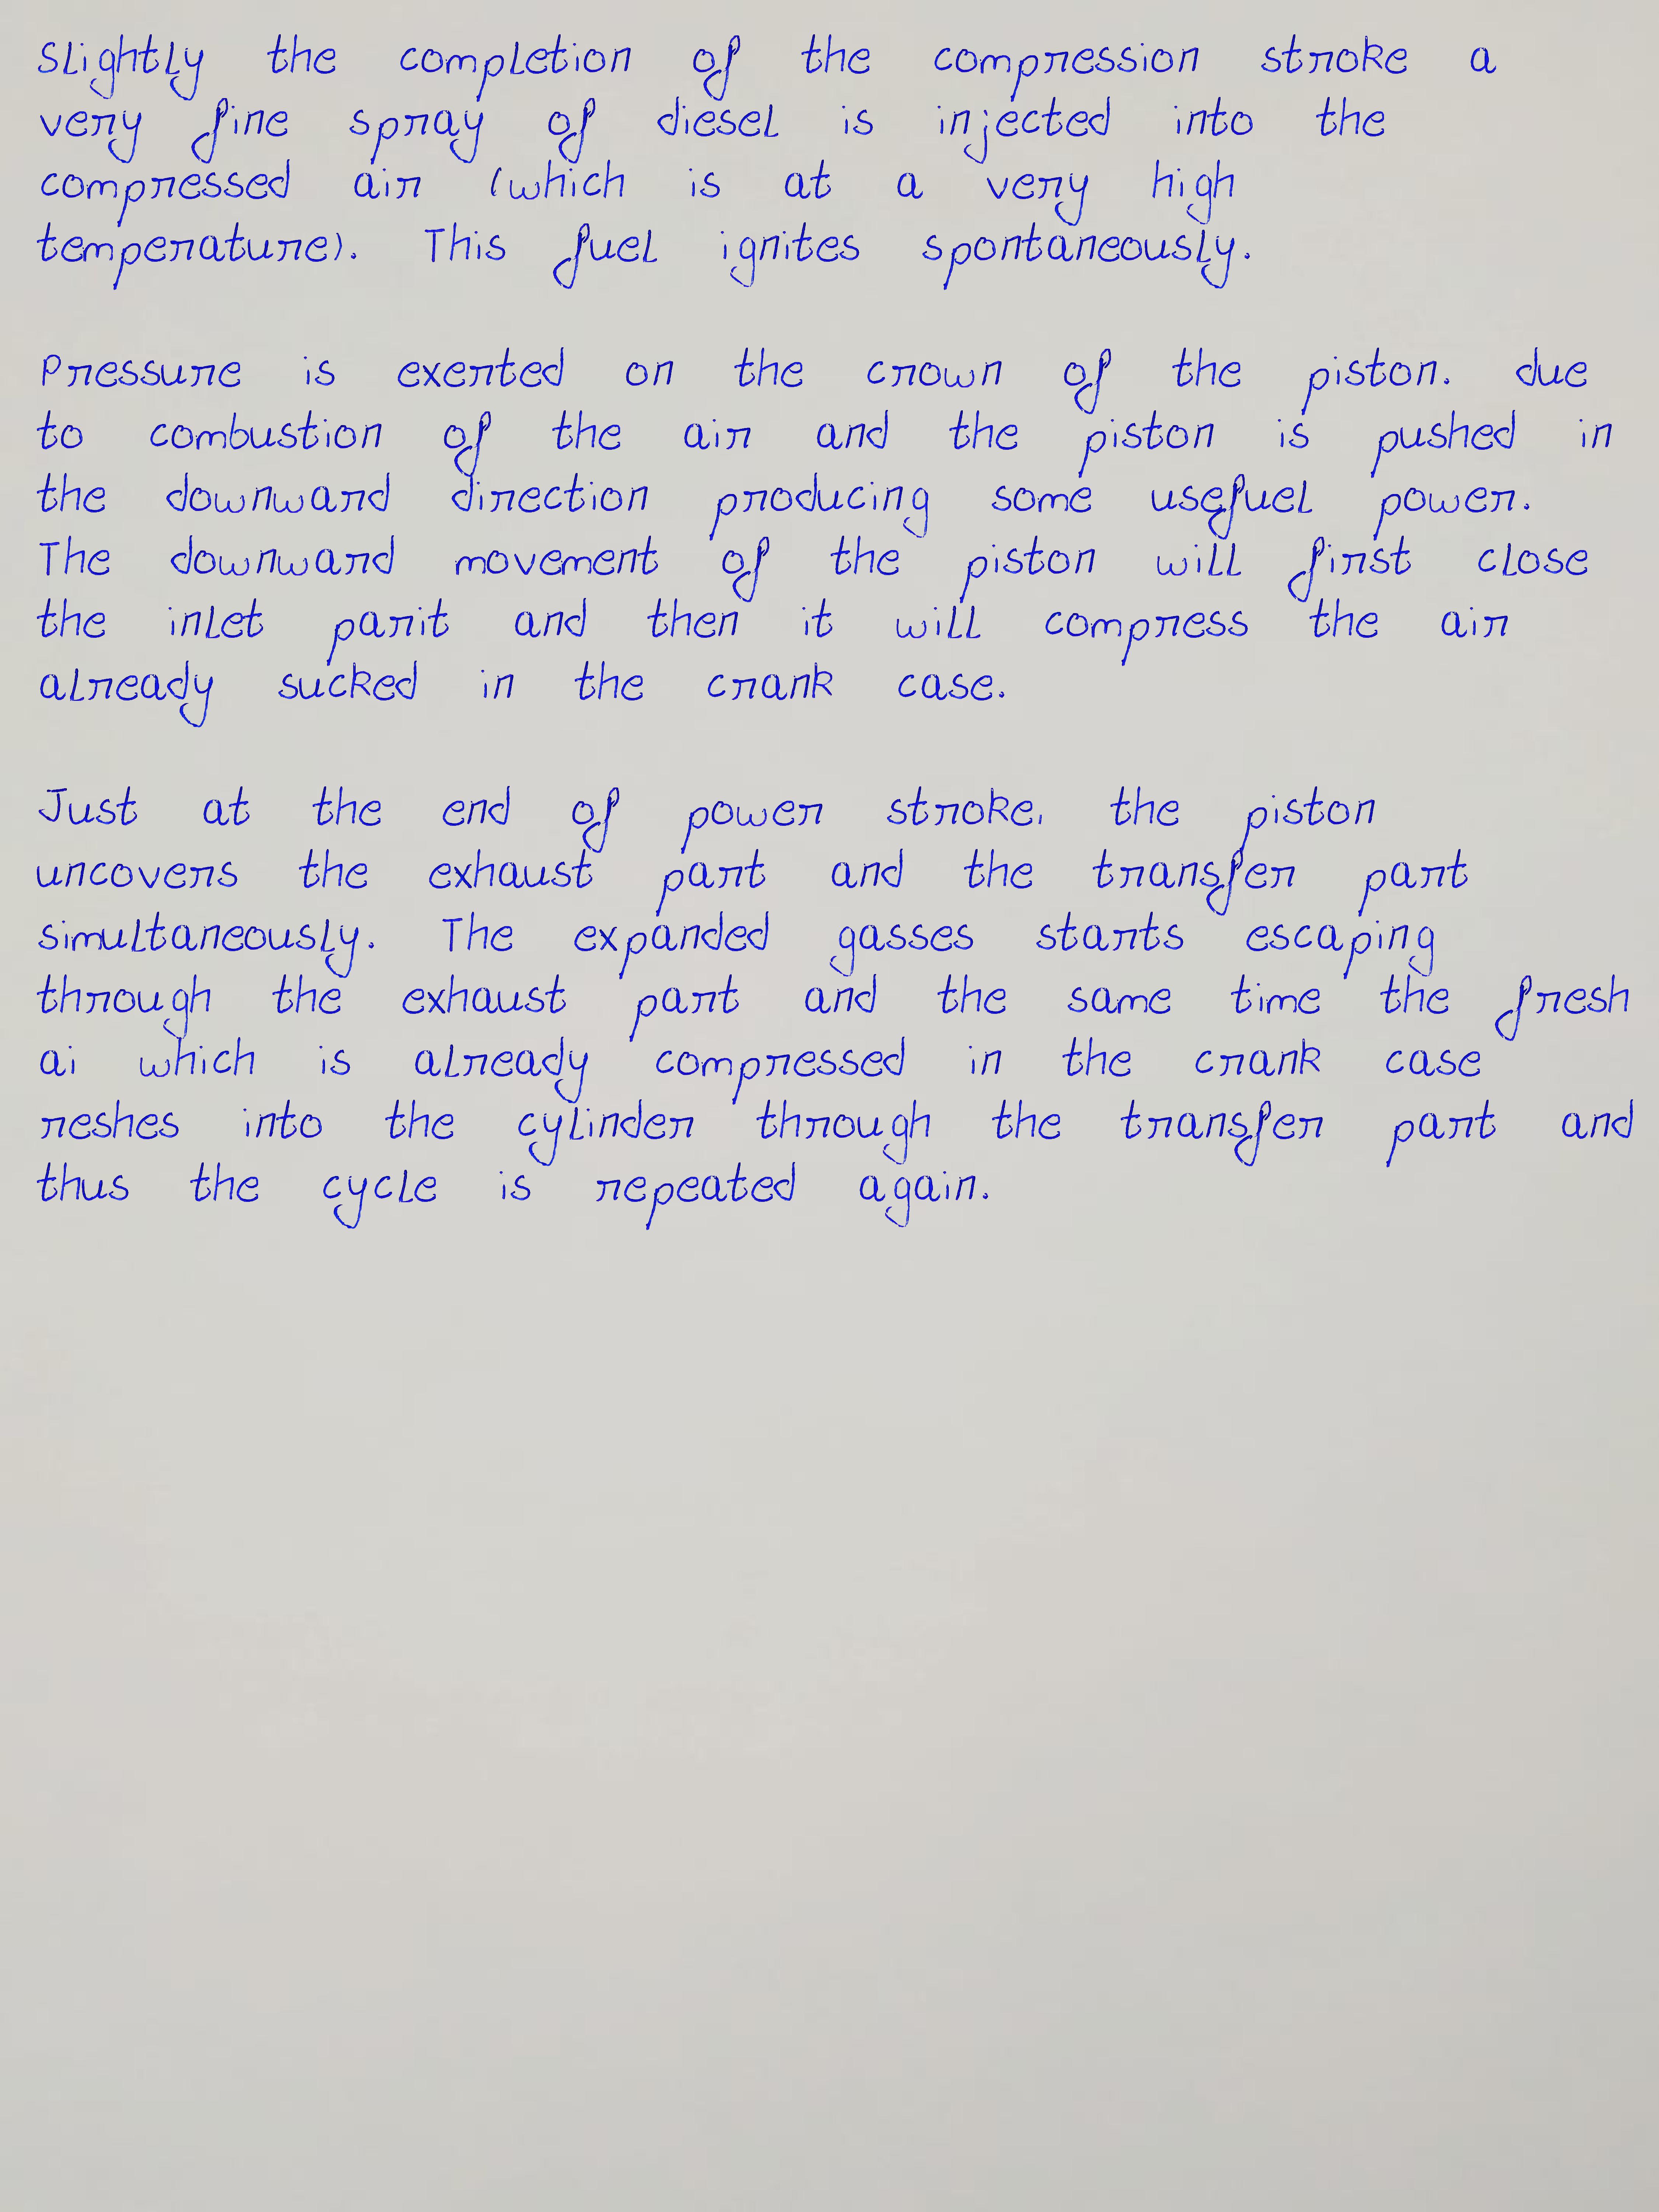 Slightly the completion of the compression stroke a
very fine spray of diesel is injected into the
compressed air (which is at a very high
temperature). This fuel ignites spontaneously.
Pressure is exerted on the crown of the piston. due
to combustion of the air and the piston is pushed in
the downward direction producing some usefuel power.
The downward movement of the piston will first close
the inlet parit and then it will compress the air
already sucked in the crank case.
Just at the end of power stroke, the piston
uncovers the exhaust part and the transfer part
simultaneously. The expanded gasses starts escaping
through the exhaust part and the same time the fresh
ai which is already compressed in the crank case
reshes into the cylinder through the transfer part and
thus the cycle is repeated again.